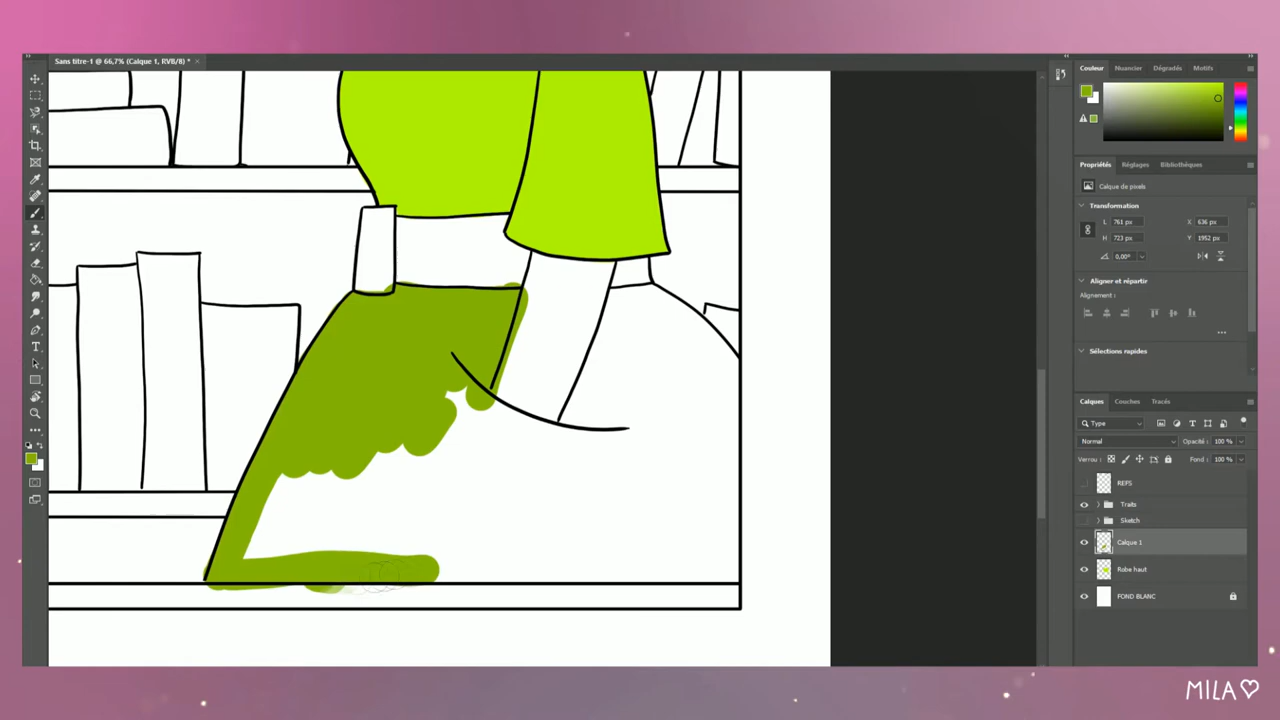 Sans titre-1 @ 66,7% (Calque 1, RVB/8) *
Couleur
Nuancier
Dégradés
Motifs
Propriétés
Réglages
Bibliothèques
Calque de pixels
Transformation
L 761 px
X 636 px
H 723 px
Y 1952 px
0,00°
Aligner et répartir
Alignement :
Sélections rapides
Calques
Couches
Tracés
Type
Normal
Opacité : 100 %
Verrou :
Fond : 100 %
REFS
Traits
Sketch
Calque 1
Robe haut
FOND BLANC
MILA